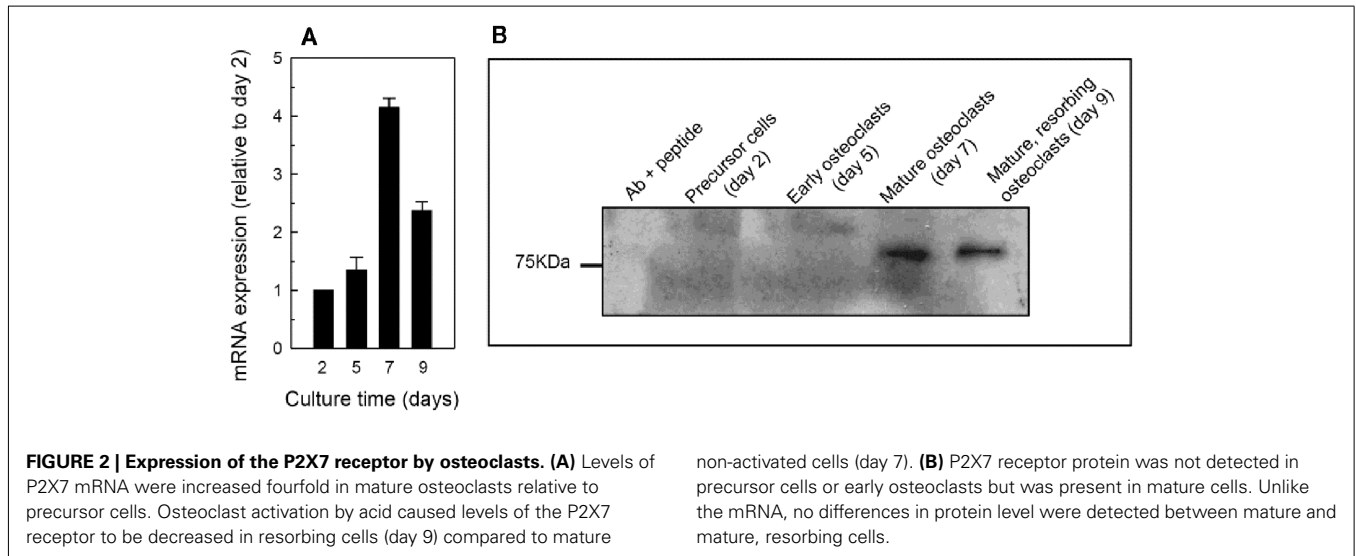 A
mRNA expression (relative to day 2)
5
4
3
2
1
0
2 5 7 9
Culture time (days)
B
Ab + peptide
Precursor cells
(day 2)
Early osteoclasts
(day 5)
Mature osteoclasts
(day 7)
Mature, resorbing
osteoclasts (day 9)
75KDa
FIGURE 2 | Expression of the P2X7 receptor by osteoclasts. (A) Levels of
P2X7 mRNA were increased fourfold in mature osteoclasts relative to
precursor cells. Osteoclast activation by acid caused levels of the P2X7
receptor to be decreased in resorbing cells (day 9) compared to mature
non-activated cells (day 7). (B) P2X7 receptor protein was not detected in
precursor cells or early osteoclasts but was present in mature cells. Unlike
the mRNA, no differences in protein level were detected between mature and
mature, resorbing cells.